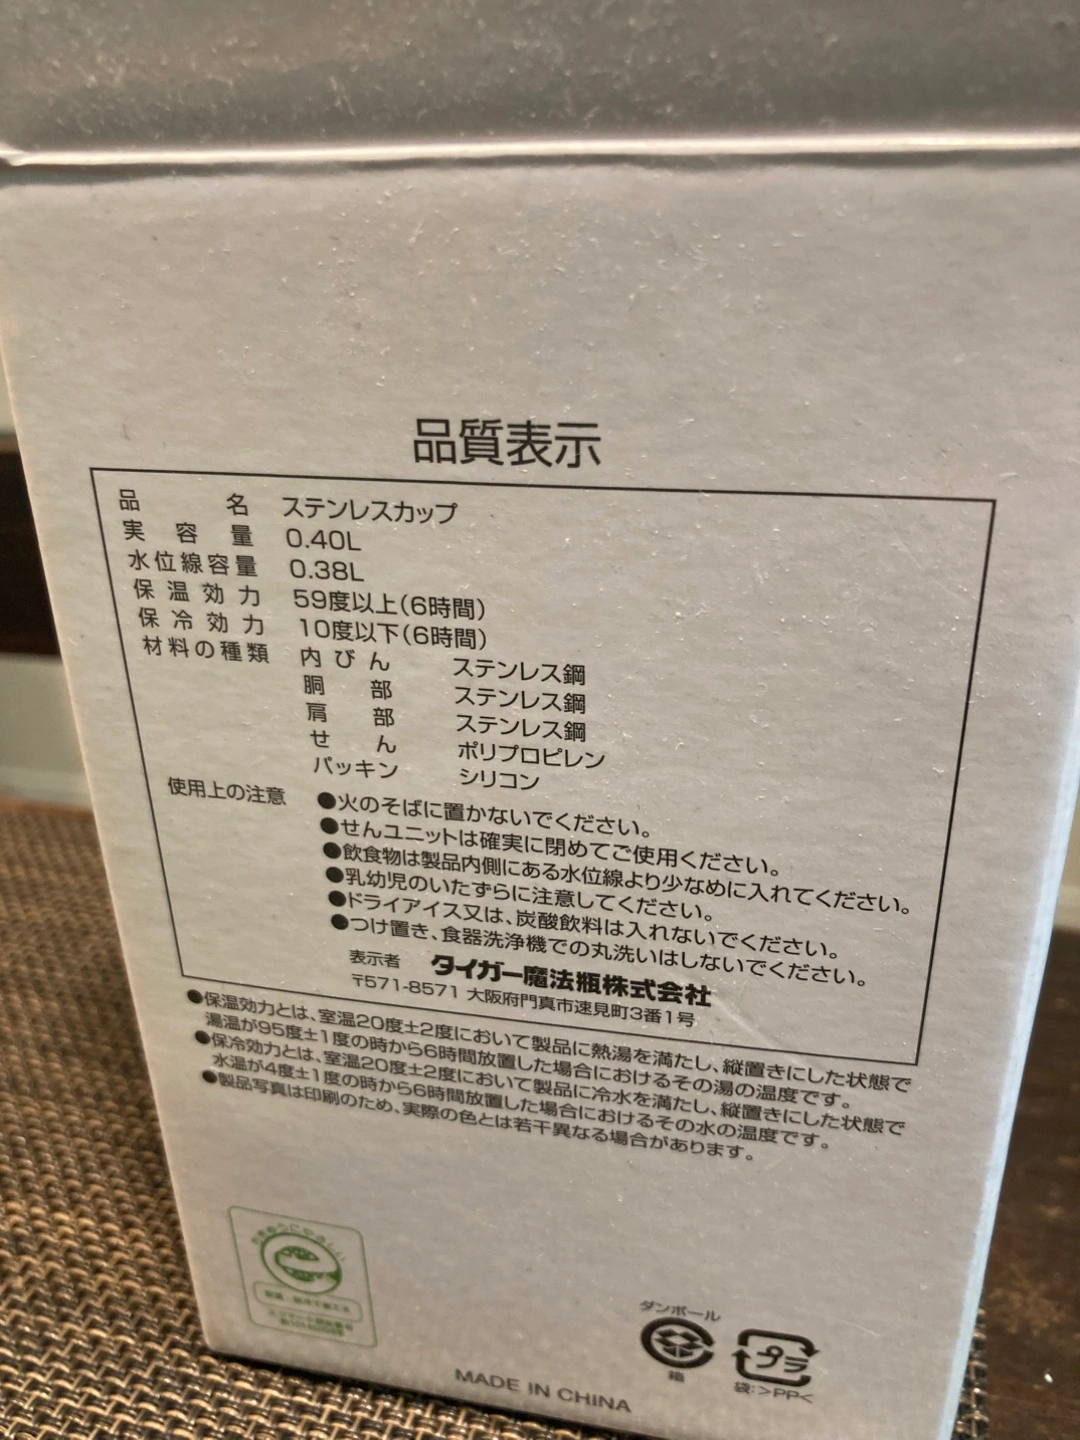 品質表示
品名 ステンレスカップ
実容量 0.40L
水位線容量 0.38L
保温効力 59度以上(6時間)
保冷効力 10度以下(6時間)
材料の種類 内びん ステンレス鋼
胴部 ステンレス鋼
肩部 ステンレス鋼
せん ポリプロピレン
パッキン シリコン
使用上の注意 ●火のそばに置かないでください。
●せんユニットは確実に閉めてご使用ください。
●飲食物は製品内側にある水位線より少なめに入れてください。
●乳幼児のいたずらに注意してください。
●ドライアイス又は、炭酸飲料は入れないでください。
●つけ置き、食器洗浄機での丸洗いはしないでください。
表示者 タイガー魔法瓶株式会社
〒571-8571 大阪府門真市速見町3番1号
●保温効力とは、室温20度±2度において製品に熱湯を満たし、縦置きにした状態で
湯温が95度±1度の時から6時間放置した場合におけるその湯の温度です。
●保冷効力とは、室温20度±2度において製品に冷水を満たし、縦置きにした状態で
水温が4度±1度の時から6時間放置した場合におけるその水の温度です。
●製品写真は印刷のため、実際の色とは若干異なる場合があります。
ダンボール
箱
プラ
袋:>PP<
MADE IN CHINA